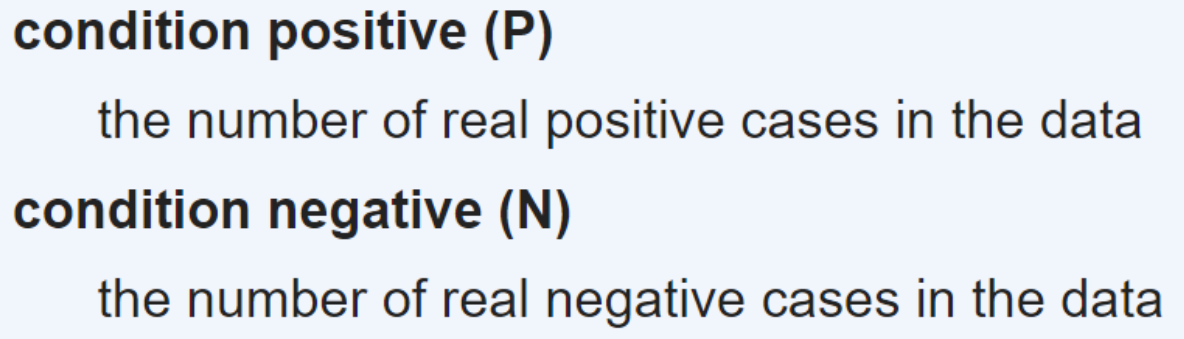 condition positive (P)
the number of real positive cases in the data
condition negative (N)
the number of real negative cases in the data